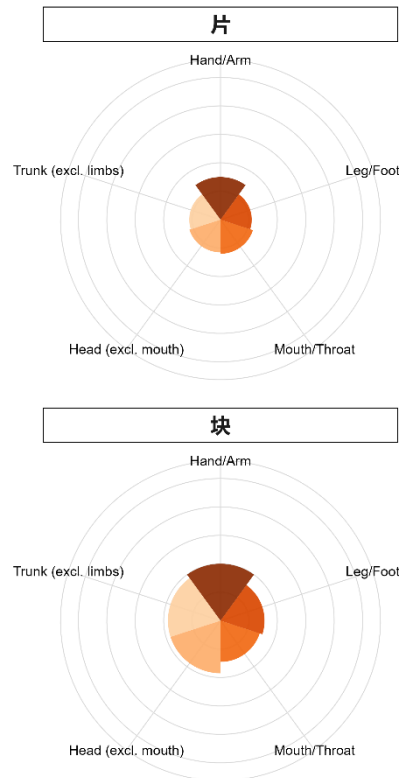 片
Hand/Arm
Trunk (excl. limbs)
Leg/Foot
Head (excl. mouth)
Mouth/Throat
块
Hand/Arm
Trunk (excl. limbs)
Leg/Foot
Head (excl. mouth)
Mouth/Throat